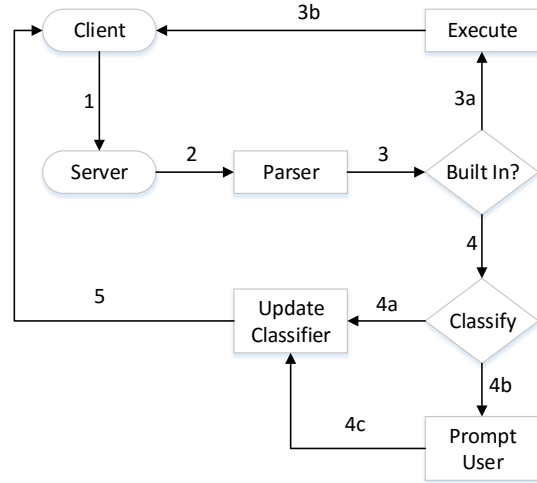 3b
Client
Execute
1
3a
2
3
Server
Parser
Built In?
4
5
4a
Update
Classifier
Classify
4b
4c
Prompt
User